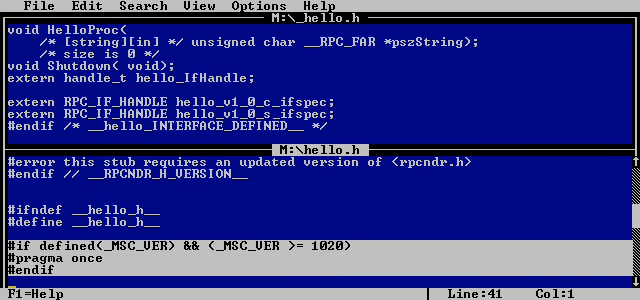 File Edit Search View Options Help
M:\_hello.h
void HelloProc(
/* [string][in] */ unsigned char __RPC_FAR *pszString);
/* size is 0 */
void Shutdown( void);
extern handle_t hello_IfHandle;
extern RPC_IF_HANDLE hello_v1_0_c_ifspec;
extern RPC_IF_HANDLE hello_v1_0_s_ifspec;
#endif /* __hello_INTERFACE_DEFINED__ */
M:\hello.h
#error this stub requires an updated version of <rpcndr.h>
#endif // __RPCNDR_H_VERSION__
#ifndef __hello_h__
#define __hello_h__
#if defined(_MSC_VER) && (_MSC_VER >= 1020)
#pragma once
#endif
F1=Help Line:41 Col:1